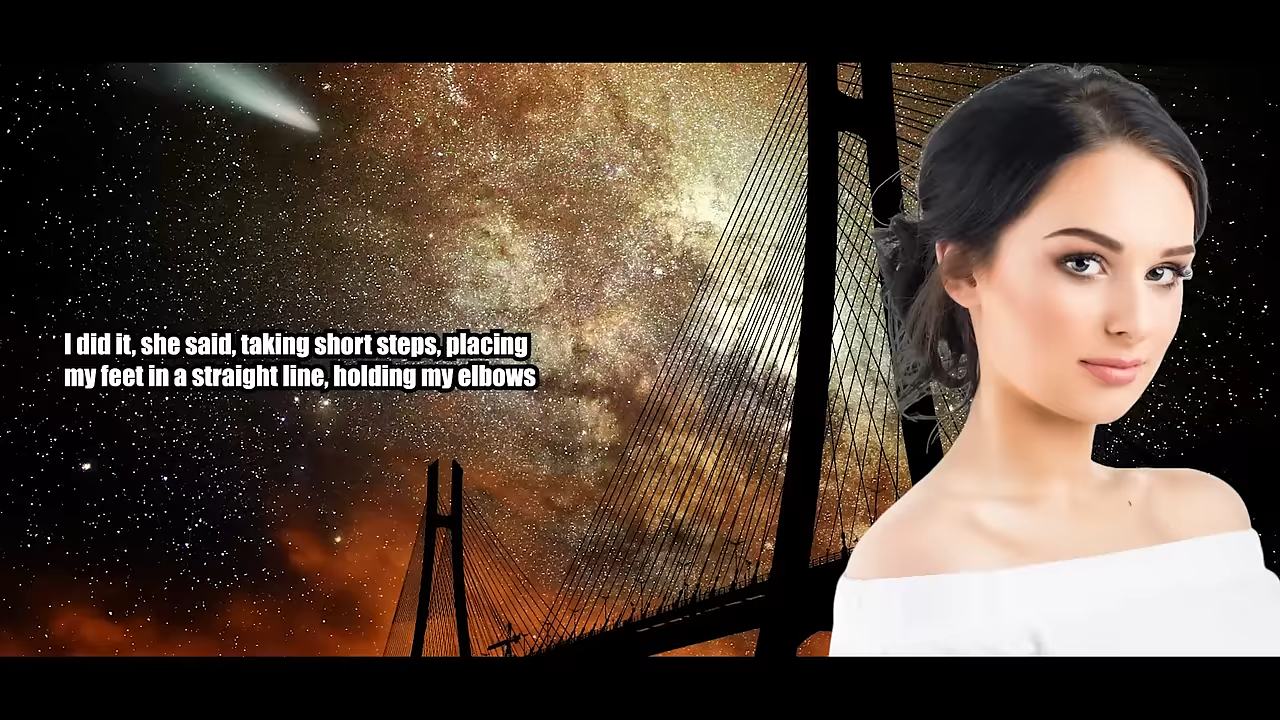 I did it, she said, taking short steps, placing
my feet in a straight line, holding my elbows